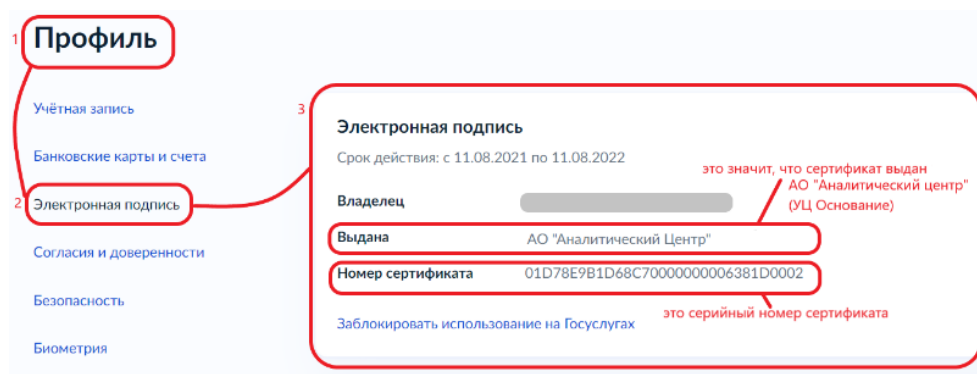 1 Профиль
Учётная запись
Банковские карты и счета
2 Электронная подпись
Согласия и доверенности
Безопасность
Биометрия
3
Электронная подпись
Срок действия: с 11.08.2021 по 11.08.2022
это значит, что сертификат выдан
АО "Аналитический центр"
(УЦ Основание)
Владелец
Выдана АО "Аналитический Центр"
Номер сертификата 01D78E9B1D68C70000000006381D0002
это серийный номер сертификата
Заблокировать использование на Госуслугах